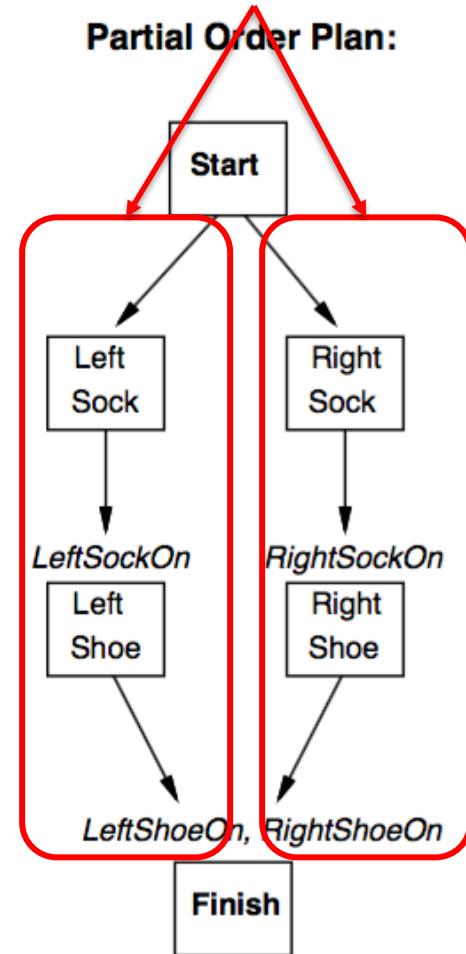 Partial Order Plan:
Start
Left
Sock
Right
Sock
LeftSockOn
RightSockOn
Left
Shoe
Right
Shoe
LeftShoeOn, RightShoeOn
Finish